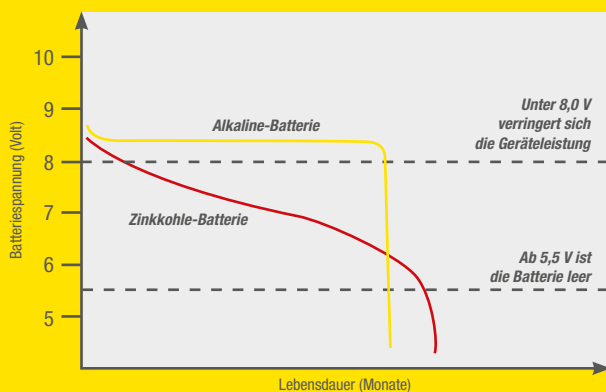 10
9
8
7
6
5
Batteriespannung (Volt)
Alkaline-Batterie
Zinkkohle-Batterie
Unter 8,0 V
verringert sich
die Geräteleistung
Ab 5,5 V ist
die Batterie leer
Lebensdauer (Monate)